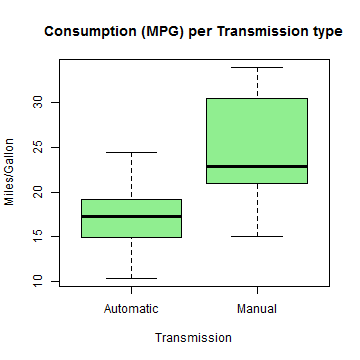 Consumption (MPG) per Transmission type
Miles/Gallon
30
25
20
15
10
Automatic Manual
Transmission